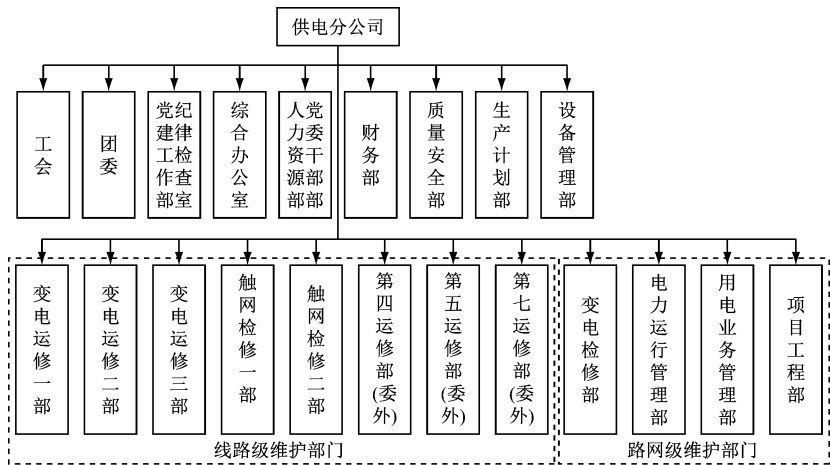 供电分公司
工会
团委
党建工作部
纪律检查室
综合办公室
人力资源部
党委干部部
财务部
质量安全部
生产计划部
设备管理部
变电运修一部
变电运修二部
变电运修三部
触网检修一部
触网检修二部
第四运修部(委外)
第五运修部(委外)
第七运修部(委外)
变电检修部
电力运行管理部
用电业务管理部
项目工程部
线路级维护部门
路网级维护部门